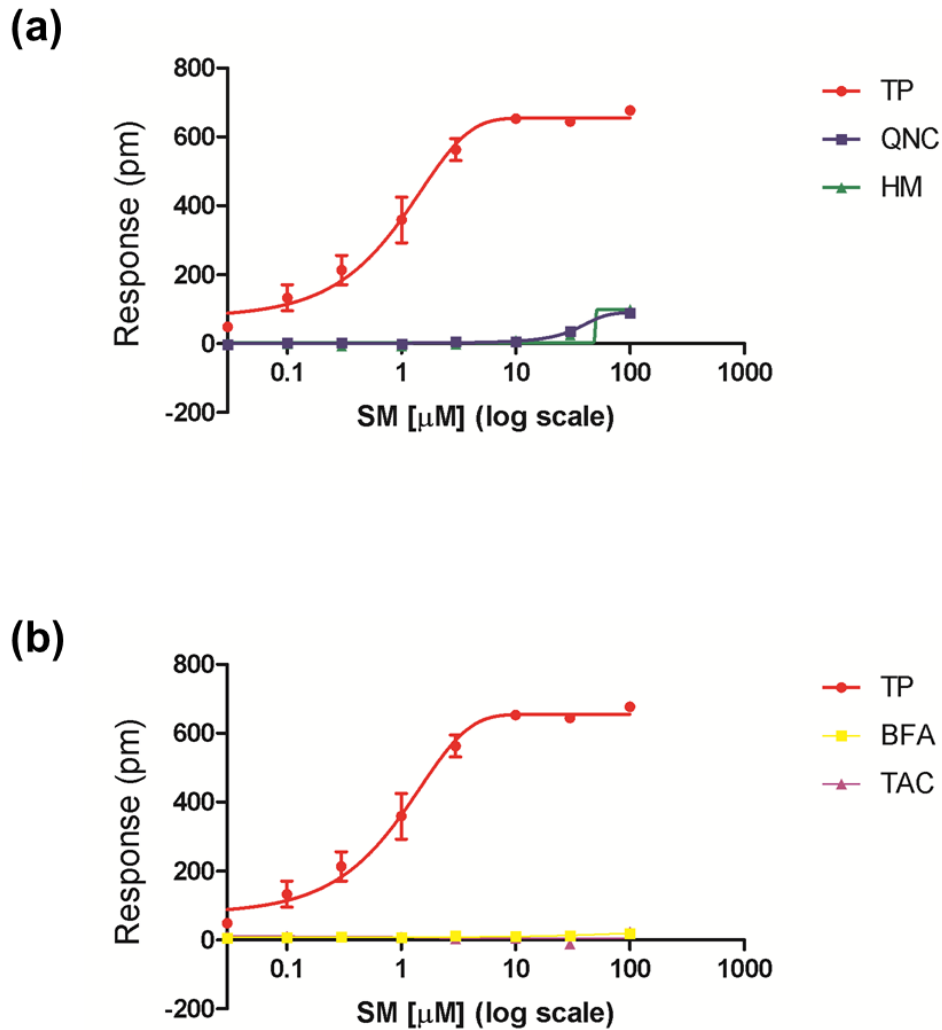 (a)
800
600
400
200
0
-200
Response (pm)
0.1 1 10 100 1000
SM [μM] (log scale)
TP
QNC
HM
(b)
800
600
400
200
0
-200
Response (pm)
0.1 1 10 100 1000
SM [μM] (log scale)
TP
BFA
TAC